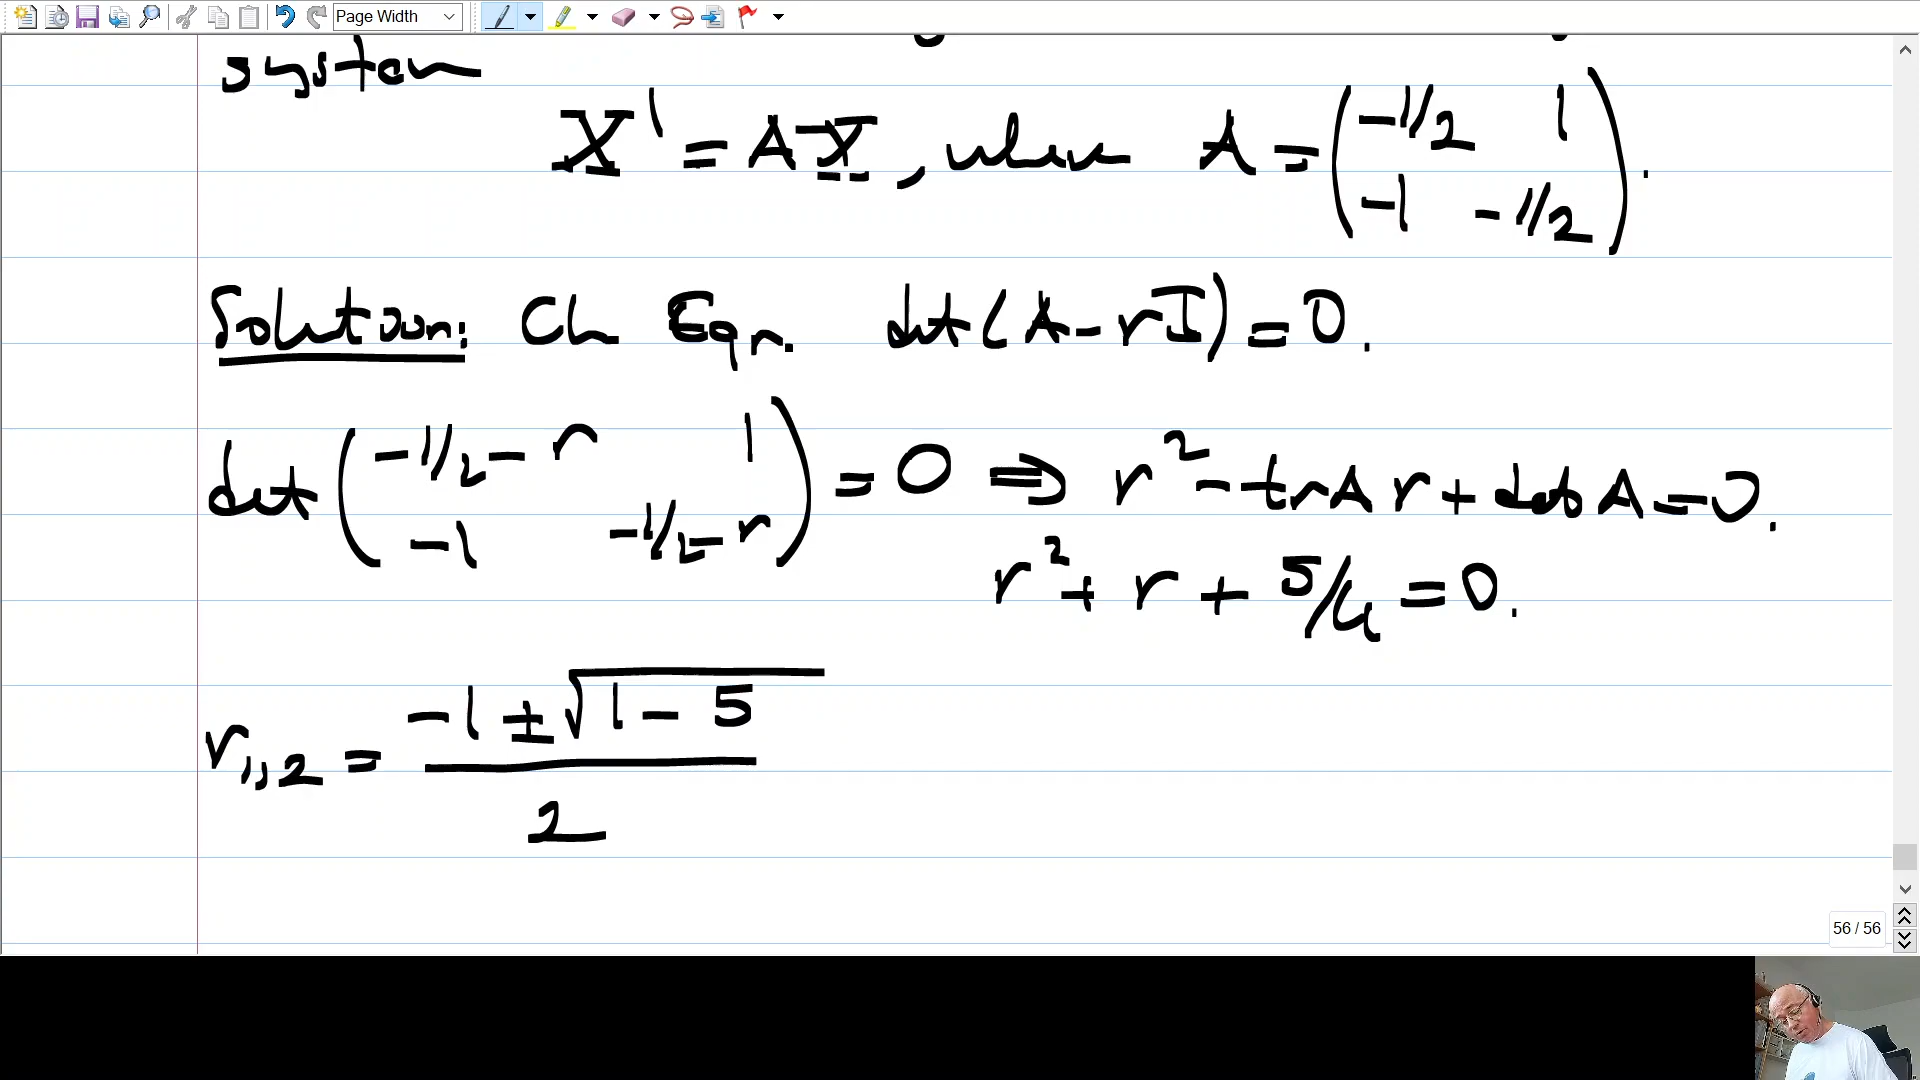 Page Width
system
X' = AX, where A = (-1/2 1
-1 -1/2).
Solution: Ch Eqn. det(A-rI)=0.
det(-1/2-r 1
-1 -1/2-r) = 0 ⇒ r² - trA r + det A = 0.
r² + r + 5/4 = 0.
r1,2 = -1 ± √1 - 5
2
56 / 56